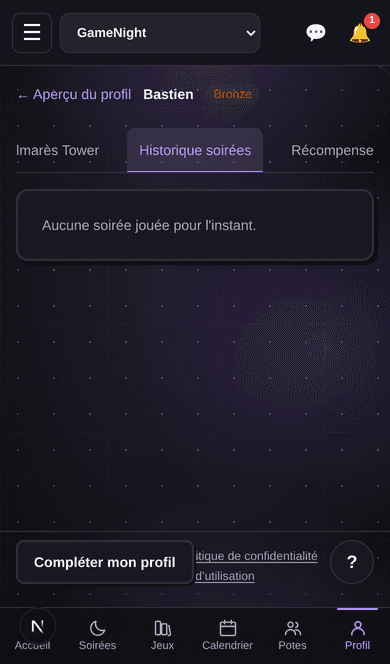 GameNight
1
← Aperçu du profil Bastien Bronze
lmarès Tower Historique soirées Récompense
Aucune soirée jouée pour l'instant.
Compléter mon profil
itique de confidentialité
d'utilisation
?
N
Accueil Soirées Jeux Calendrier Potes Profil